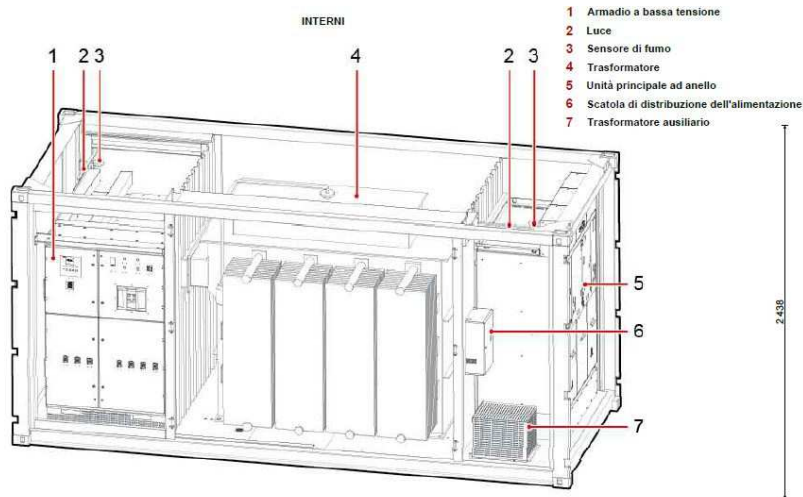 INTERNI
1 Armadio a bassa tensione
2 Luce
3 Sensore di fumo
4 Trasformatore
5 Unità principale ad anello
6 Scatola di distribuzione dell'alimentazione
7 Trasformatore ausiliario
1 2 3 4 2 3
5
6
7
2 438